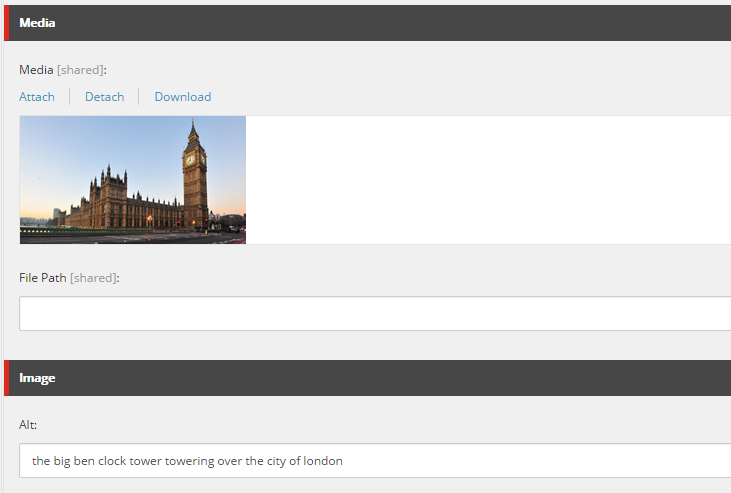 Media
Media [shared]:
Attach
Detach
Download
File Path [shared]:
Image
Alt:
the big ben clock tower towering over the city of london